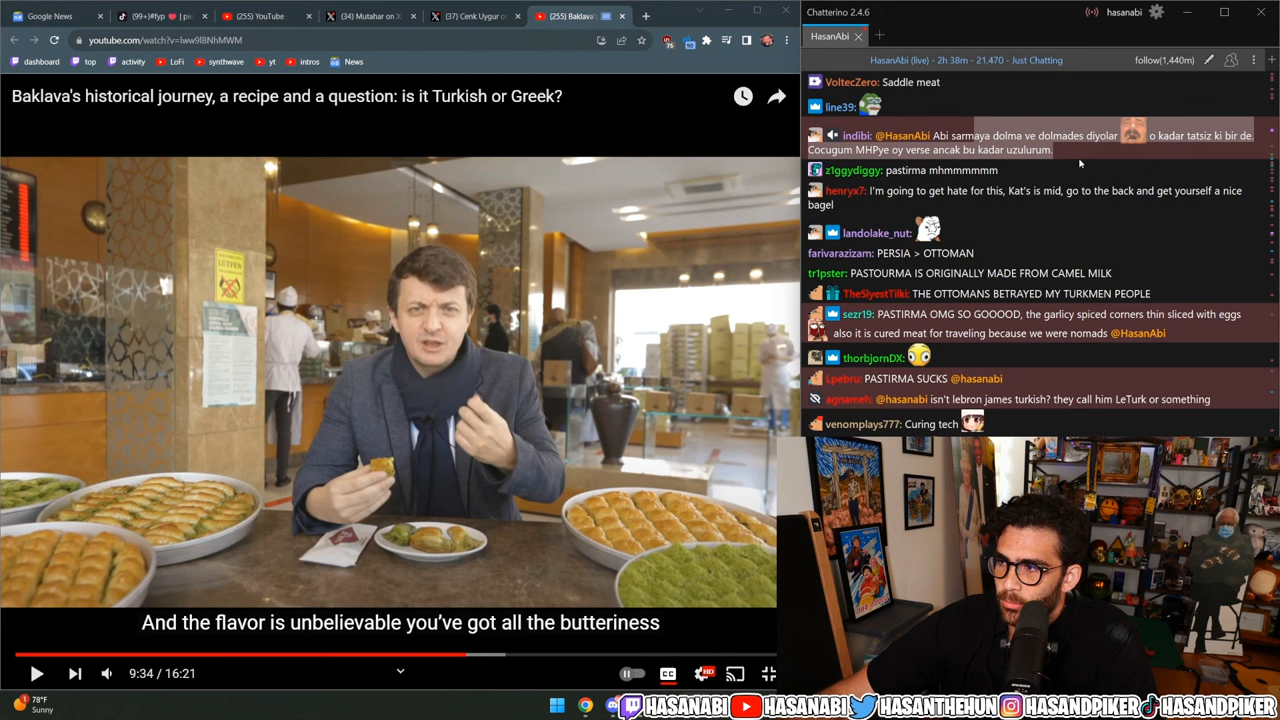 Google News
(99+)#fyp ❤️ | pie
(255) YouTube
(34) Mutahar on X
(37) Cenk Uygur o
(255) Baklava'
youtube.com/watch?v=lww9lBNhMWM
dashboard
top
activity
LoFi
synthwave
yt
intros
News
Baklava's historical journey, a recipe and a question: is it Turkish or Greek?
LÜTFEN
And the flavor is unbelievable you've got all the butteriness
9:34 / 16:21
CC
HD
78°F
Sunny
Chatterino 2.4.6
hasanabi
HasanAbi
HasanAbi (live) - 2h 38m - 21,470 - Just Chatting
follow(1,440m)
VoltecZero: Saddle meat
line39:
indibi: @HasanAbi Abi sarmaya dolma ve dolmades diyolar o kadar tatsiz ki bir de.
Cocugum MHPye oy verse ancak bu kadar uzulurum.
z1ggydiggy: pastirma mhmmmmmm
henryx7: I'm going to get hate for this, Kat's is mid, go to the back and get yourself a nice
bagel
landolake_nut:
farivarazizam: PERSIA > OTTOMAN
tr1pster: PASTOURMA IS ORIGINALLY MADE FROM CAMEL MILK
TheSlyestTilki: THE OTTOMANS BETRAYED MY TURKMEN PEOPLE
sezr19: PASTIRMA OMG SO GOOOOD, the garlicy spiced corners thin sliced with eggs
also it is cured meat for traveling because we were nomads @HasanAbi
thorbjornDX:
Lpebru: PASTIRMA SUCKS @hasanabi
agnameh: @hasanabi isn't lebron james turkish? they call him LeTurk or something
venomplays777: Curing tech
HASANABI
HASANABI
HASANTHEHUN
HASANDPIKER
HASANDPIKER